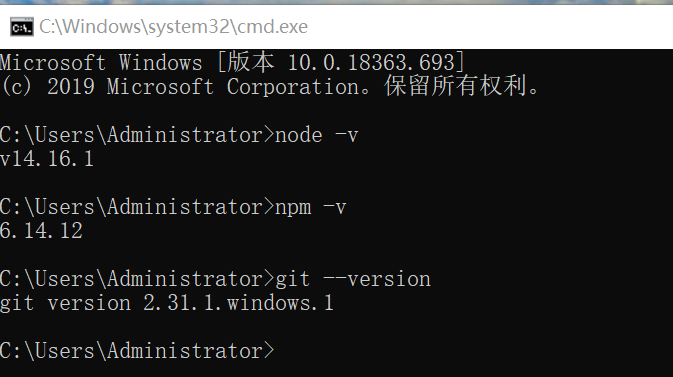 C:\Windows\system32\cmd.exe
Microsoft Windows [版本 10.0.18363.693]
(c) 2019 Microsoft Corporation。保留所有权利。
C:\Users\Administrator>node -v
v14.16.1
C:\Users\Administrator>npm -v
6.14.12
C:\Users\Administrator>git --version
git version 2.31.1.windows.1
C:\Users\Administrator>